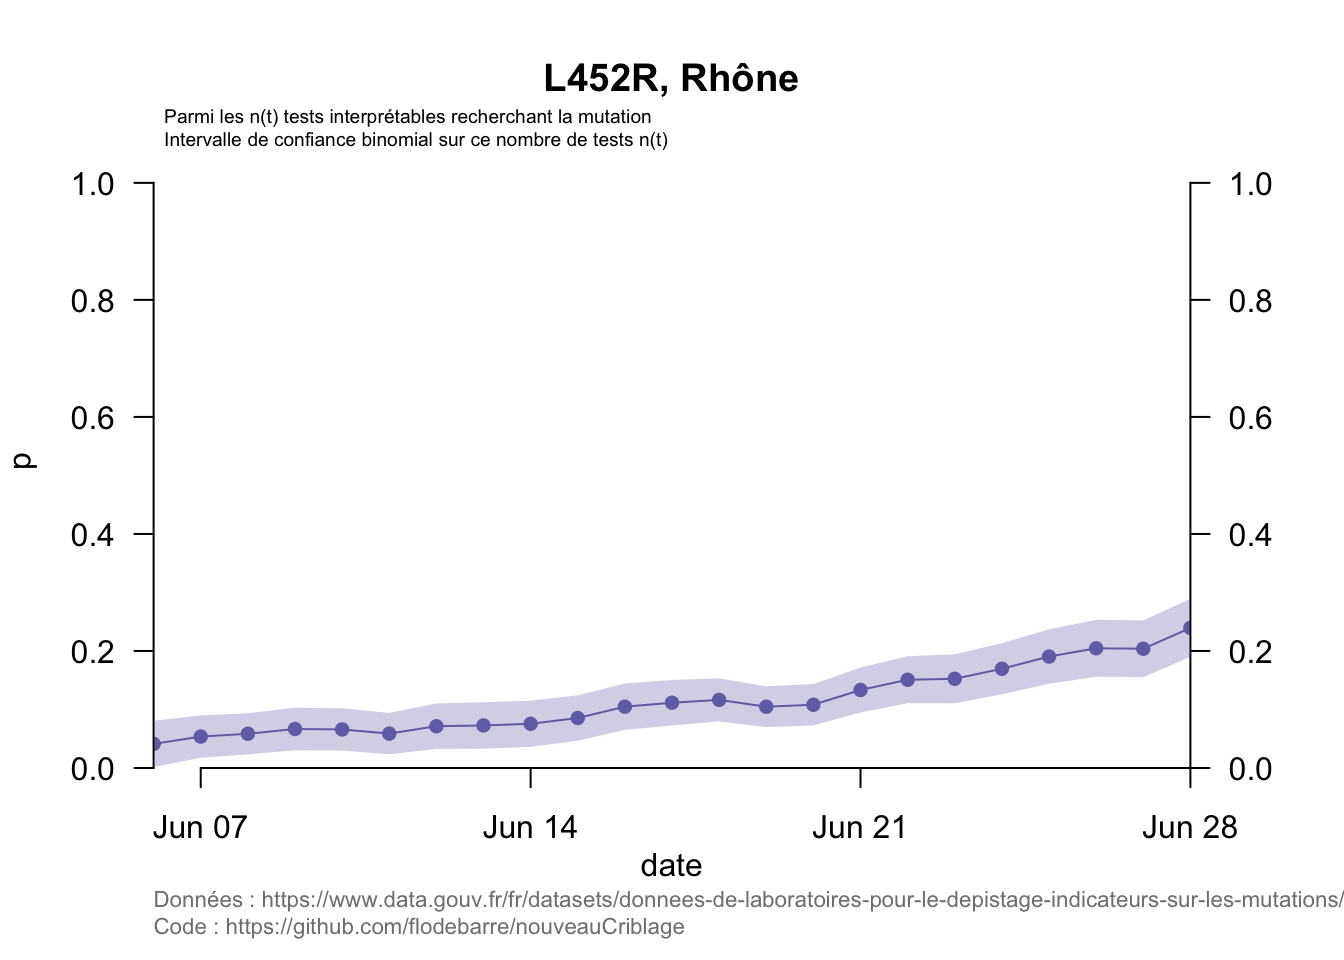 L452R, Rhône
Parmi les n(t) tests interprétables recherchant la mutation
Intervalle de confiance binomial sur ce nombre de tests n(t)
1.0 1.0
0.8 0.8
0.6 0.6
p
0.4 0.4
0.2 0.2
0.0 0.0
Jun 07 Jun 14 Jun 21 Jun 28
date
Données : https://www.data.gouv.fr/fr/datasets/donnees-de-laboratoires-pour-le-depistage-indicateurs-sur-les-mutations/
Code : https://github.com/flodebarre/nouveauCriblage